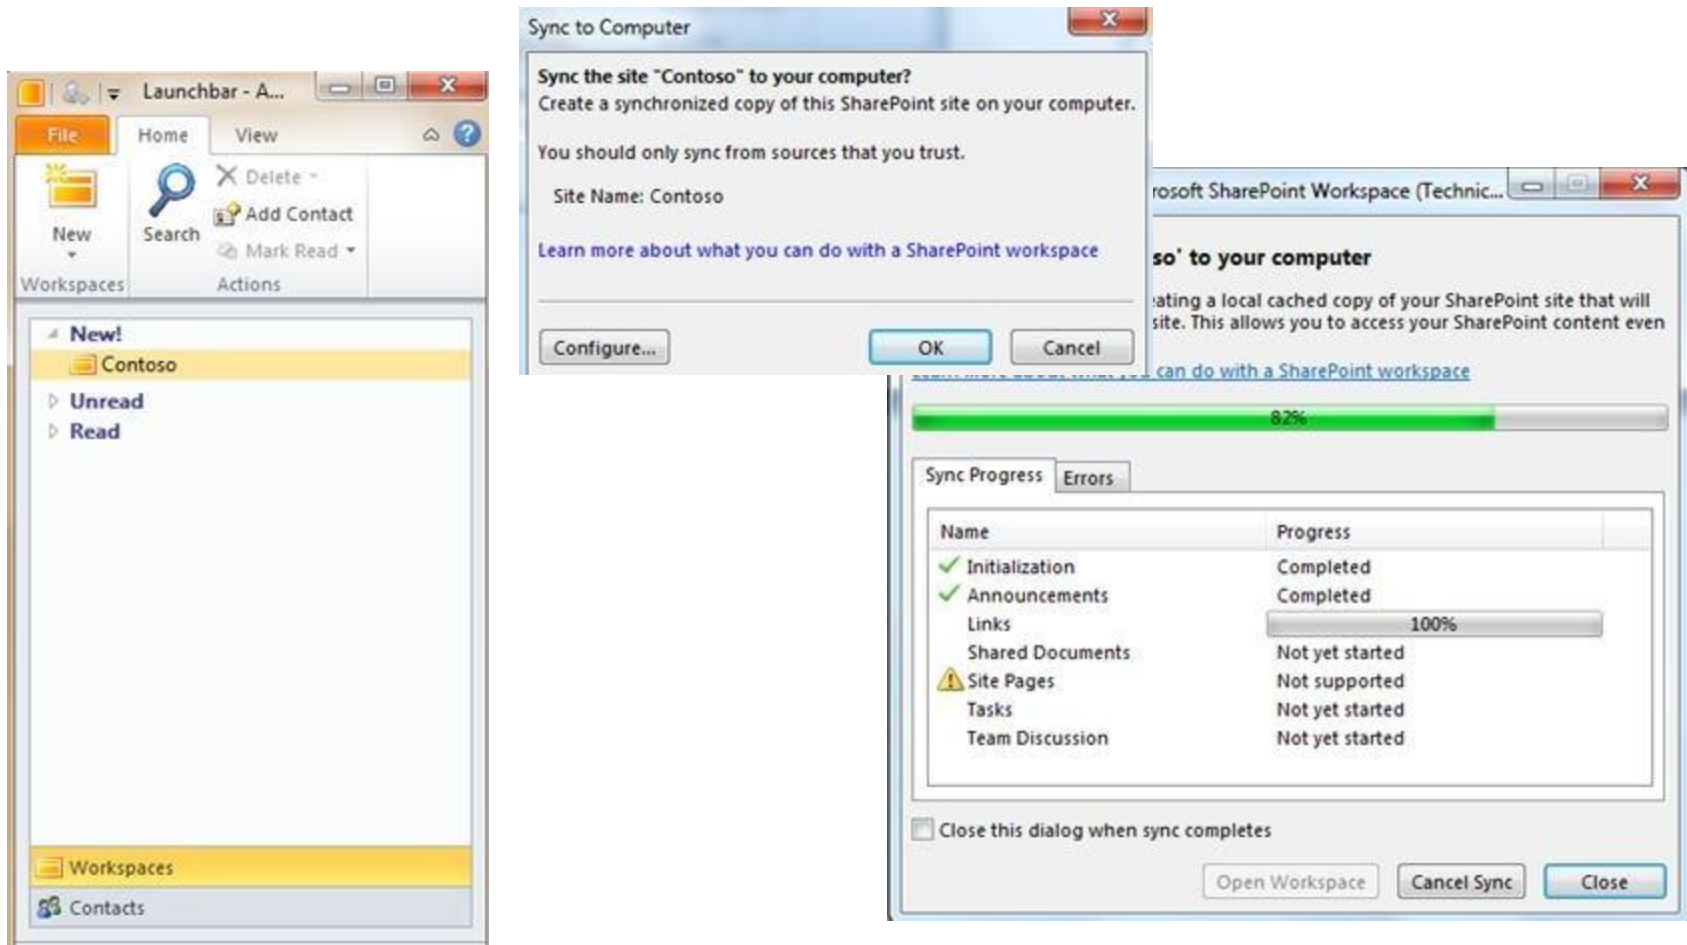 Launchbar - A...
File
Home
View
New
Search
Delete
Add Contact
Mark Read
Workspaces
Actions
New!
Contoso
Unread
Read
Workspaces
Contacts
Sync to Computer
Sync the site "Contoso" to your computer?
Create a synchronized copy of this SharePoint site on your computer.
You should only sync from sources that you trust.
Site Name: Contoso
Learn more about what you can do with a SharePoint workspace
Configure...
OK
Cancel
rosoft SharePoint Workspace (Technic...
so' to your computer
ating a local cached copy of your SharePoint site that will
site. This allows you to access your SharePoint content even
can do with a SharePoint workspace
82%
Sync Progress
Errors
Name Progress
Initialization Completed
Announcements Completed
Links 100%
Shared Documents Not yet started
Site Pages Not supported
Tasks Not yet started
Team Discussion Not yet started
Close this dialog when sync completes
Open Workspace
Cancel Sync
Close